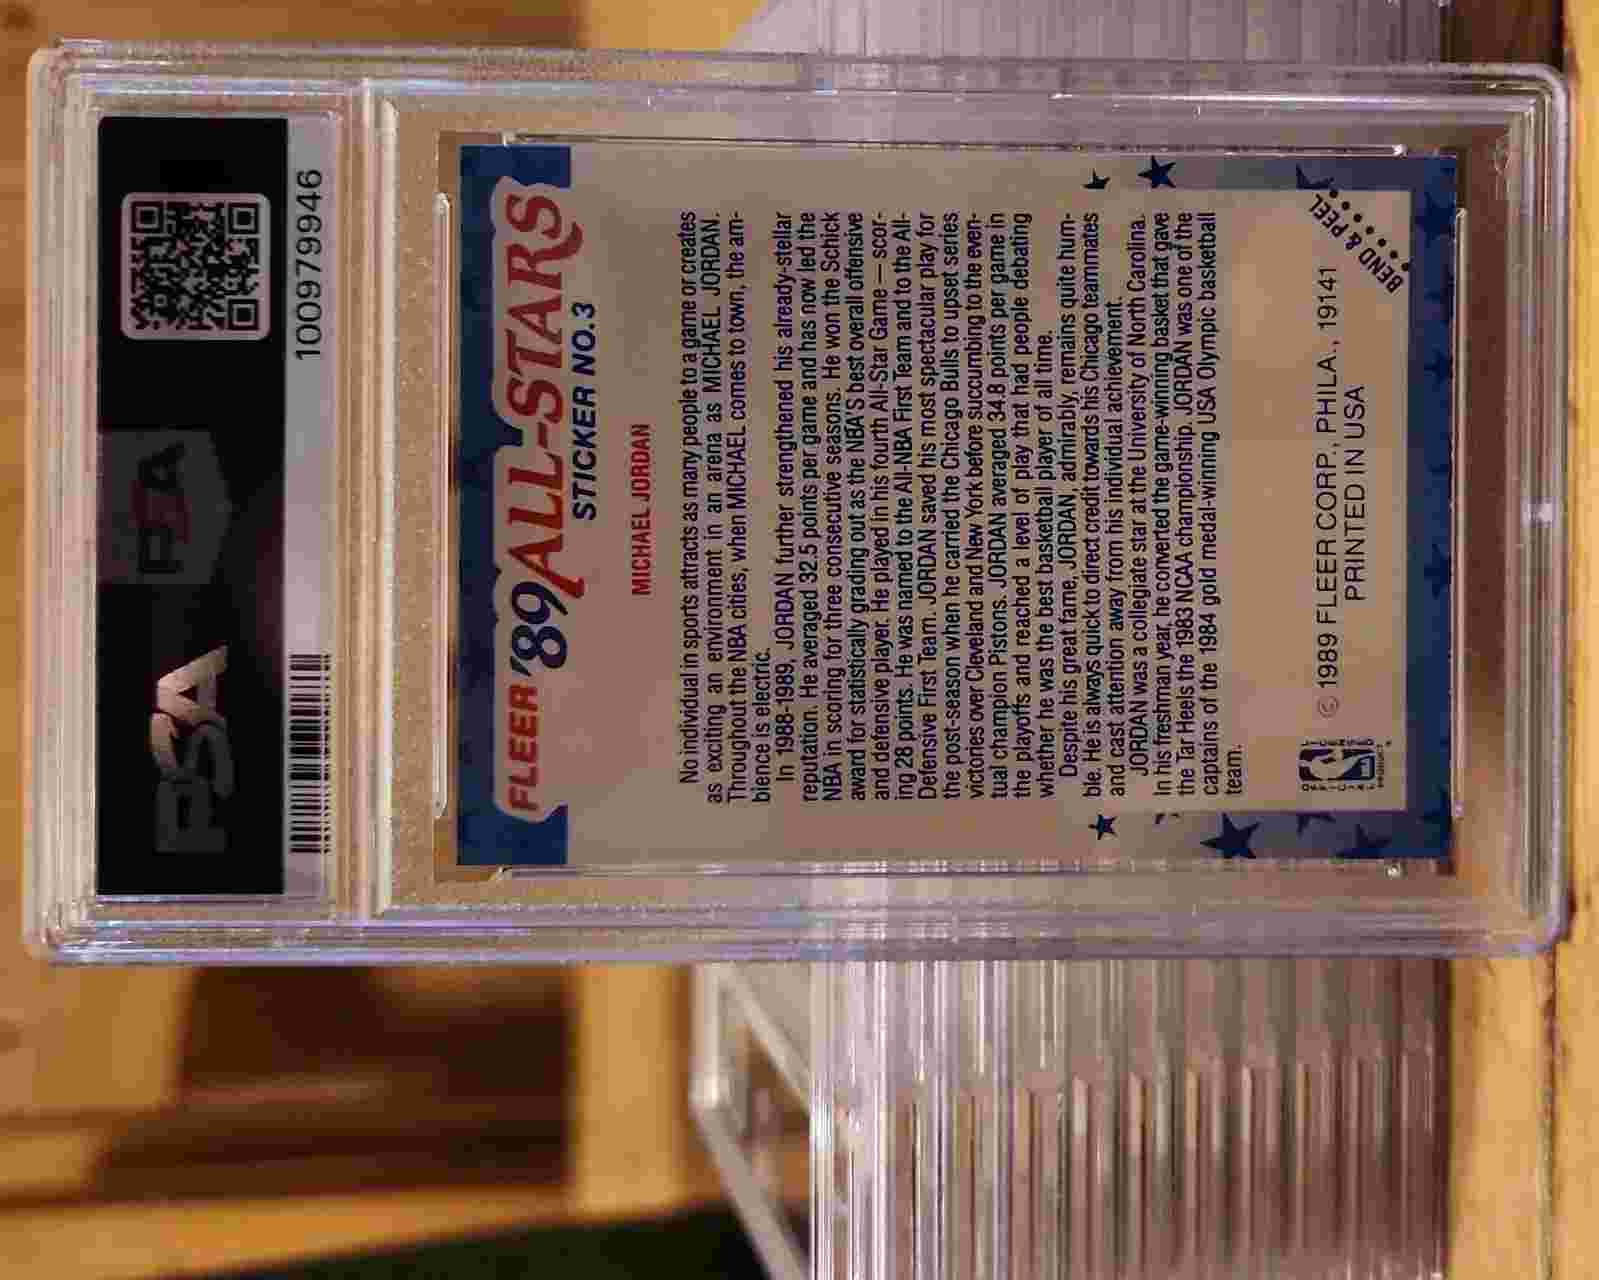 PSA
PSA
100979946
FLEER '89 ALL-STARS
STICKER NO.3
MICHAEL JORDAN
No individual in sports attracts as many people to a game or creates
as exciting an environment in an arena as MICHAEL JORDAN.
Throughout the NBA cities, when MICHAEL comes to town, the am-
bience is electric.
In 1988-1989, JORDAN further strengthened his already-stellar
reputation. He averaged 32.5 points per game and has now led the
NBA in scoring for three consecutive seasons. He won the Schick
award for statistically grading out as the NBA'S best overall offensive
and defensive player. He played in his fourth All-Star Game — scor-
ing 28 points. He was named to the All-NBA First Team and to the All-
Defensive First Team. JORDAN saved his most spectacular play for
the post-season when he carried the Chicago Bulls to upset series
victories over Cleveland and New York before succumbing to the even-
tual champion Pistons. JORDAN averaged 34.8 points per game in
the playoffs and reached a level of play that had people debating
whether he was the best basketball player of all time.
Despite his great fame, JORDAN, admirably, remains quite hum-
ble. He is always quick to direct credit towards his Chicago teammates
and cast attention away from his individual achievement.
JORDAN was a collegiate star at the University of North Carolina.
In his freshman year, he converted the game-winning basket that gave
the Tar Heels the 1983 NCAA championship. JORDAN was one of the
captains of the 1984 gold medal-winning USA Olympic basketball
team.
© 1989 FLEER CORP., PHILA., 19141
PRINTED IN USA
BEND & PEEL